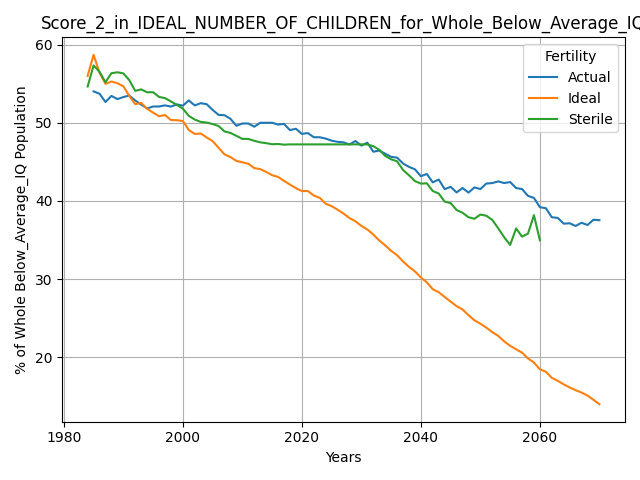 Score_2_in_IDEAL_NUMBER_OF_CHILDREN_for_Whole_Below_Average_IQ
Fertility
Actual
Ideal
Sterile
% of Whole Below_Average_IQ Population
60
50
40
30
20
1980
2000
2020
2040
2060
Years